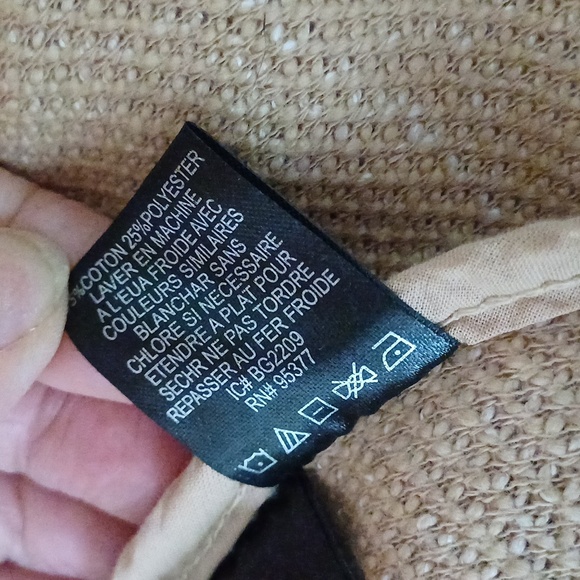 5%COTON 25%POLYESTER
LAVER EN MACHINE
A L'EUA FROIDE AVEC
COULEURS SIMILAIRES
BLANCHAR SANS
CHLORE SI NECESSAIRE
ETENDRE A PLAT POUR
SECHR NE PAS TORDRE
REPASSER AU FER FROIDE
IC# BG2209
RN# 95377